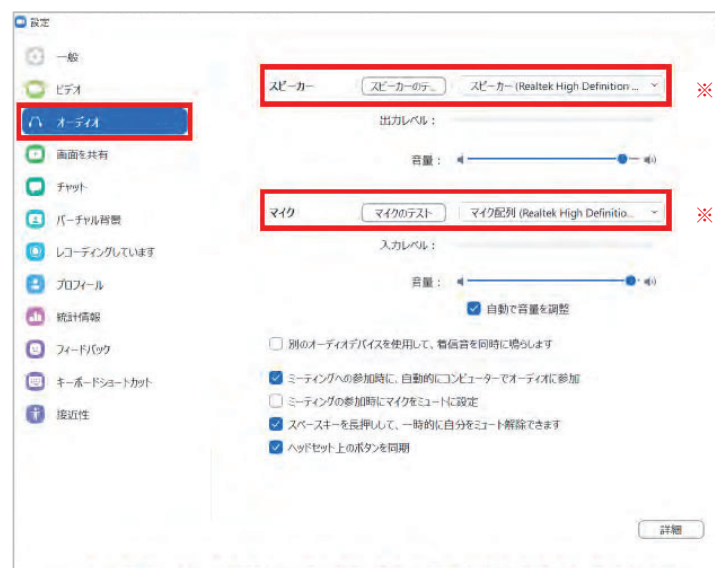 設定
一般
ビデオ
オーディオ
画面を共有
チャット
バーチャル背景
レコーディングしています
プロフィール
統計情報
フィードバック
キーボードショートカット
接近性
スピーカー スピーカーのテ... スピーカー (Realtek High Definition ... ※
出力レベル：
音量：
マイク マイクのテスト マイク配列 (Realtek High Definitio... ※
入力レベル：
音量：
自動で音量を調整
別のオーディオデバイスを使用して、着信音を同時に鳴らします
ミーティングへの参加時に、自動的にコンピューターでオーディオに参加
ミーティングの参加時にマイクをミュートに設定
スペースキーを長押しして、一時的に自分をミュート解除できます
ヘッドセット上のボタンを同期
詳細